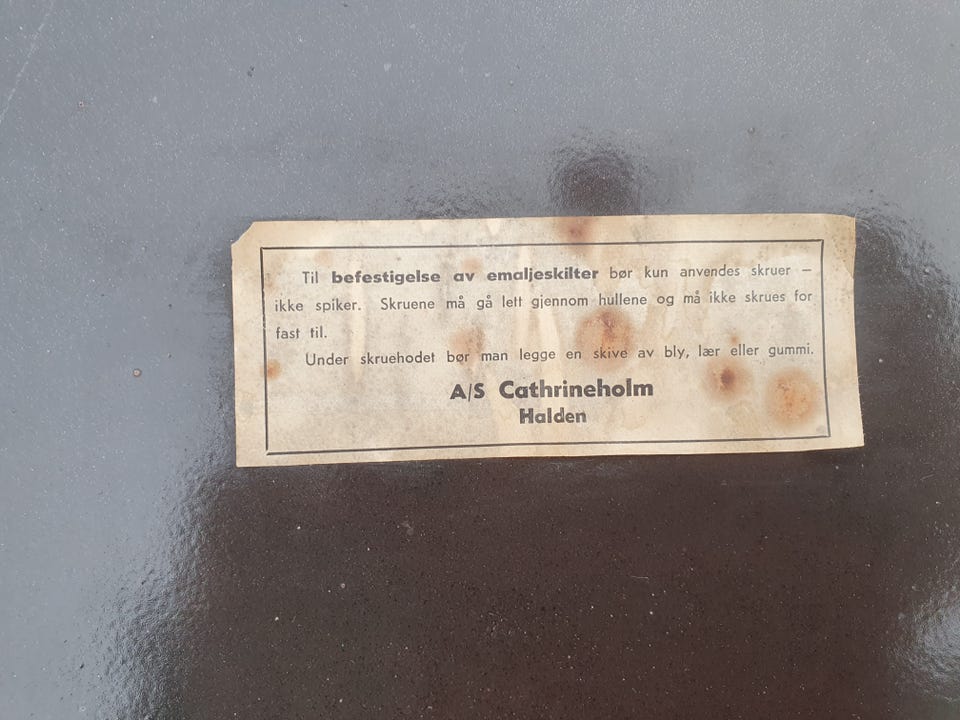 Til befestigelse av emaljeskilter bør kun anvendes skruer –
ikke spiker. Skruene må gå lett gjennom hullene og må ikke skrues for
fast til.
Under skruehodet bør man legge en skive av bly, lær eller gummi.
A/S Cathrineholm
Halden